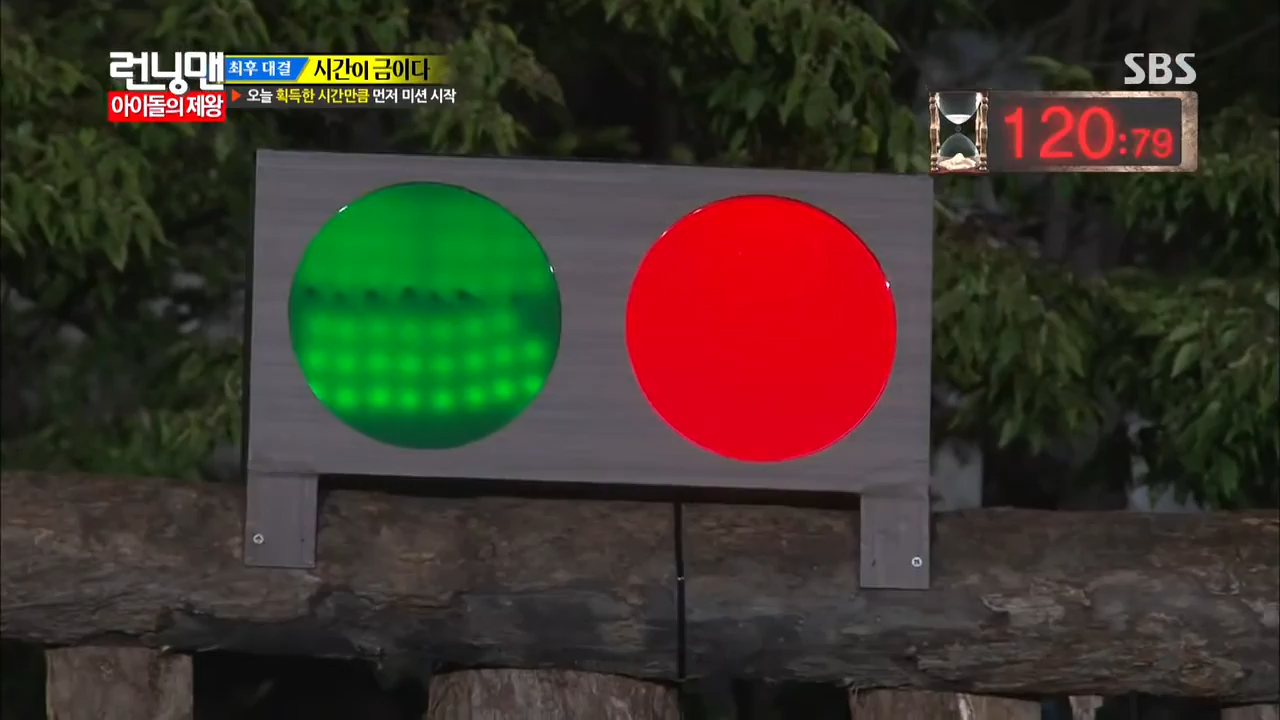 런닝맨
아이돌의 제왕
최후 대결 시간이 금이다
▶ 오늘 획득한 시간만큼 먼저 미션 시작
SBS
120:79